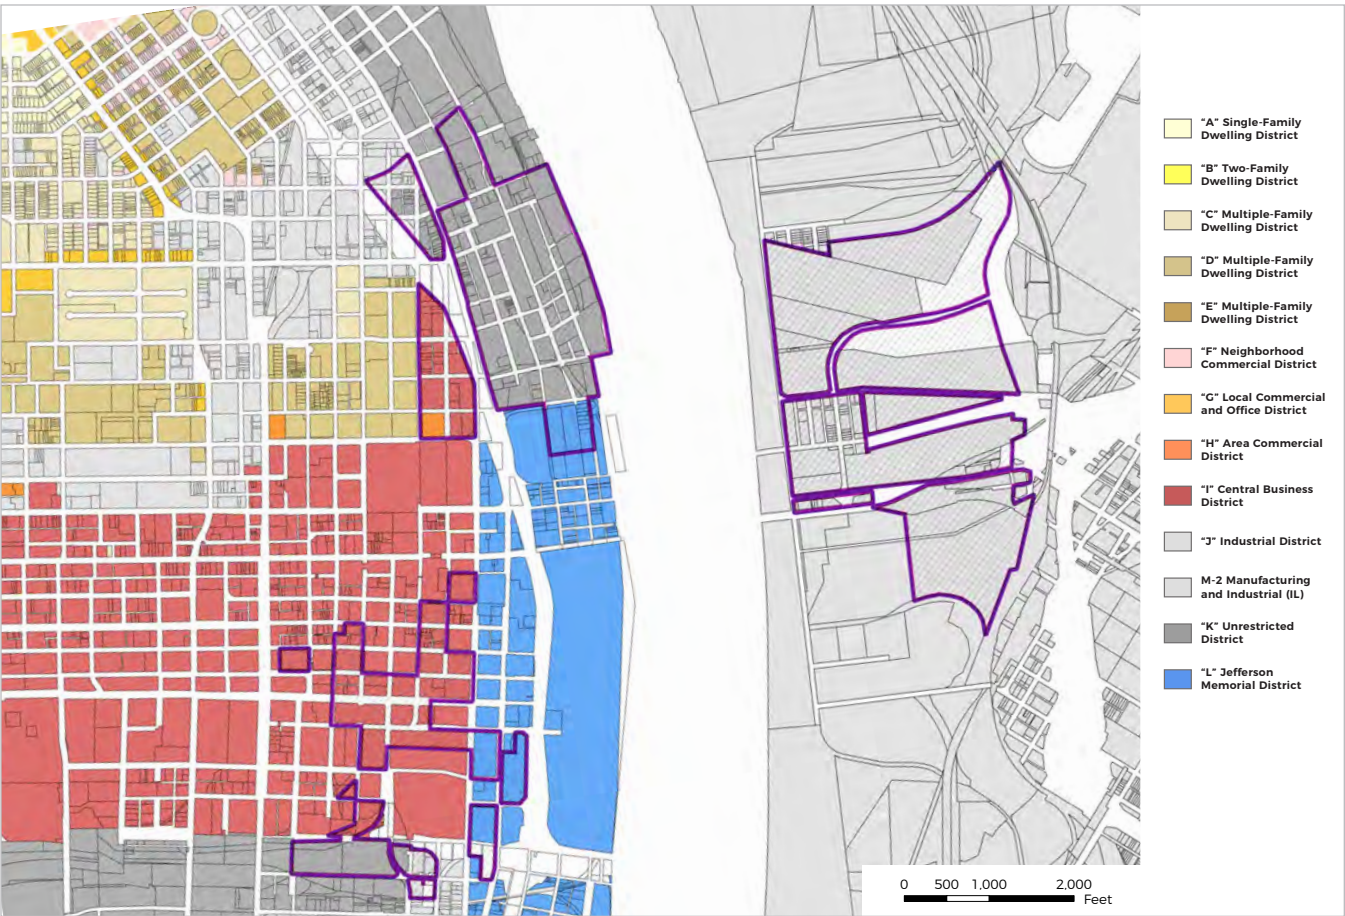 "A" Single-Family
Dwelling District
"B" Two-Family
Dwelling District
"C" Multiple-Family
Dwelling District
"D" Multiple-Family
Dwelling District
"E" Multiple-Family
Dwelling District
"F" Neighborhood
Commercial District
"G" Local Commercial
and Office District
"H" Area Commercial
District
"I" Central Business
District
"J" Industrial District
M-2 Manufacturing
and Industrial (IL)
"K" Unrestricted
District
"L" Jefferson
Memorial District
0 500 1,000 2,000
Feet